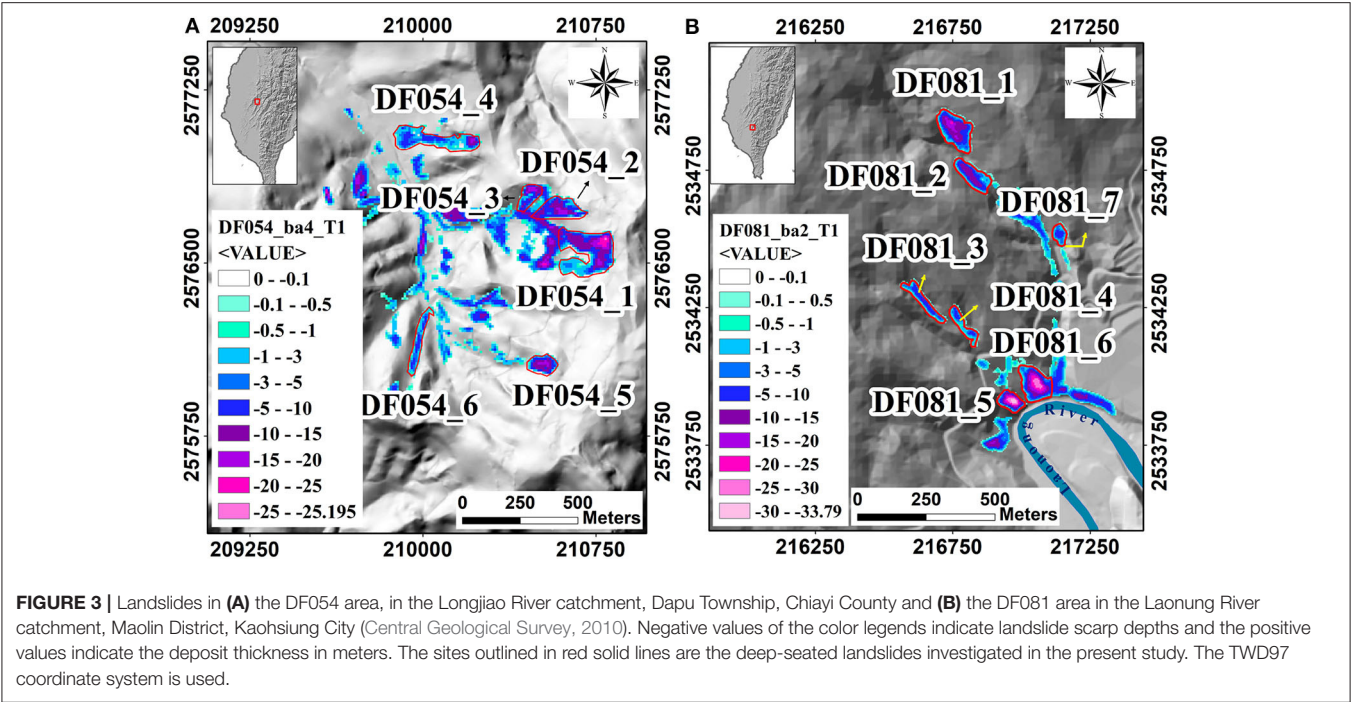 A
209250 210000 210750
2577250
2576500
2575750
N
W E
S
DF054_4
DF054_2
DF054_3
DF054_1
DF054_5
DF054_6
DF054_ba4_T1
<VALUE>
0 - -0.1
-0.1 - -0.5
-0.5 - -1
-1 - -3
-3 - -5
-5 - -10
-10 - -15
-15 - -20
-20 - -25
-25 - -25.195
0 250 500
Meters
209250 210000 210750
2577250
2576500
2575750
B
216250 216750 217250
2534750
2534250
2533750
N
W E
S
DF081_1
DF081_2
DF081_7
DF081_3
DF081_4
DF081_6
DF081_5
River
Laonong
DF081_ba2_T1
<VALUE>
0 - -0.1
-0.1 - -0.5
-0.5 - -1
-1 - -3
-3 - -5
-5 - -10
-10 - -15
-15 - -20
-20 - -25
-25 - -30
-30 - -33.79
0 250 500
Meters
216250 216750 217250
2534750
2534250
2533750
FIGURE 3 | Landslides in (A) the DF054 area, in the Longjiao River catchment, Dapu Township, Chiayi County and (B) the DF081 area in the Laonung River
catchment, Maolin District, Kaohsiung City (Central Geological Survey, 2010). Negative values of the color legends indicate landslide scarp depths and the positive
values indicate the deposit thickness in meters. The sites outlined in red solid lines are the deep-seated landslides investigated in the present study. The TWD97
coordinate system is used.